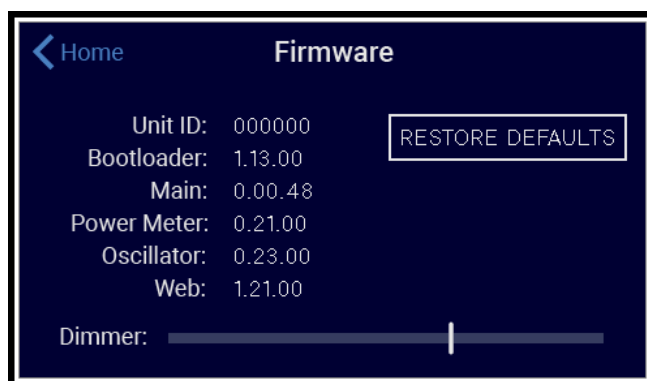 Home
Firmware
Unit ID: 000000
RESTORE DEFAULTS
Bootloader: 1.13.00
Main: 0.00.48
Power Meter: 0.21.00
Oscillator: 0.23.00
Web: 1.21.00
Dimmer: